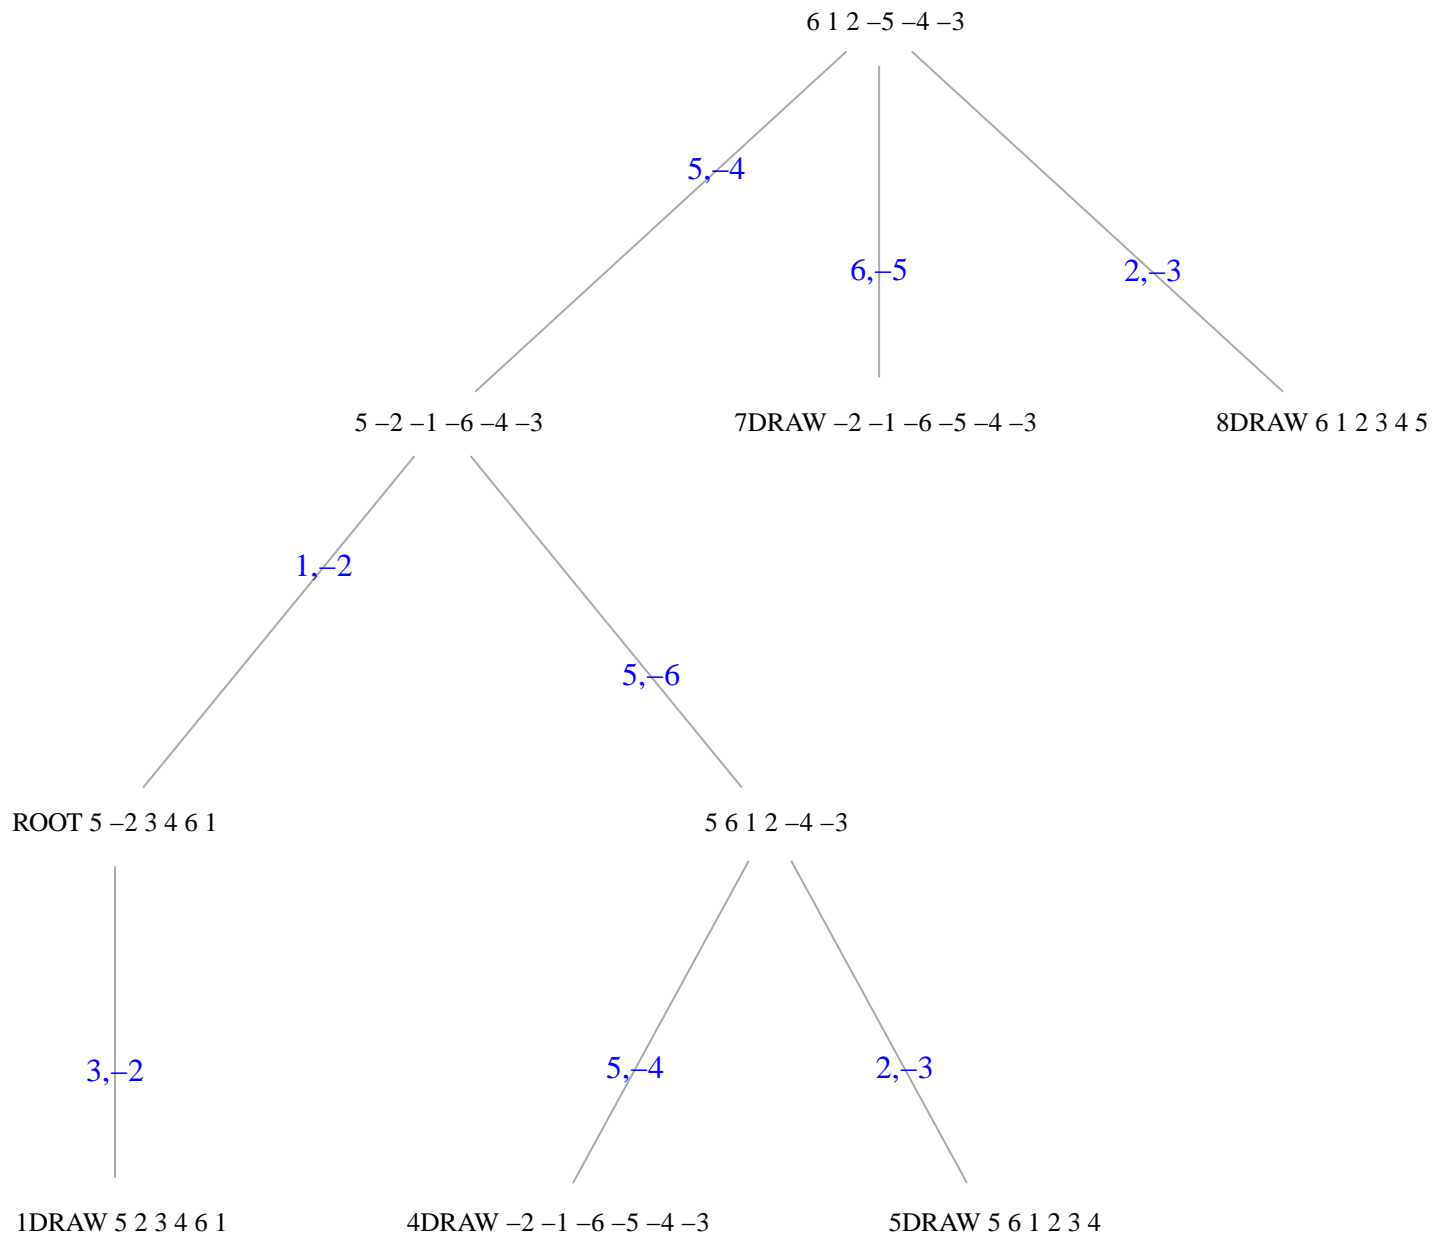 6 1 2 –5 –4 –3
5,–4
6,–5
2,–3
5 –2 –1 –6 –4 –3
7DRAW –2 –1 –6 –5 –4 –3
8DRAW 6 1 2 3 4 5
1,–2
5,–6
ROOT 5 –2 3 4 6 1
5 6 1 2 –4 –3
3,–2
5,–4
2,–3
1DRAW 5 2 3 4 6 1
4DRAW –2 –1 –6 –5 –4 –3
5DRAW 5 6 1 2 3 4